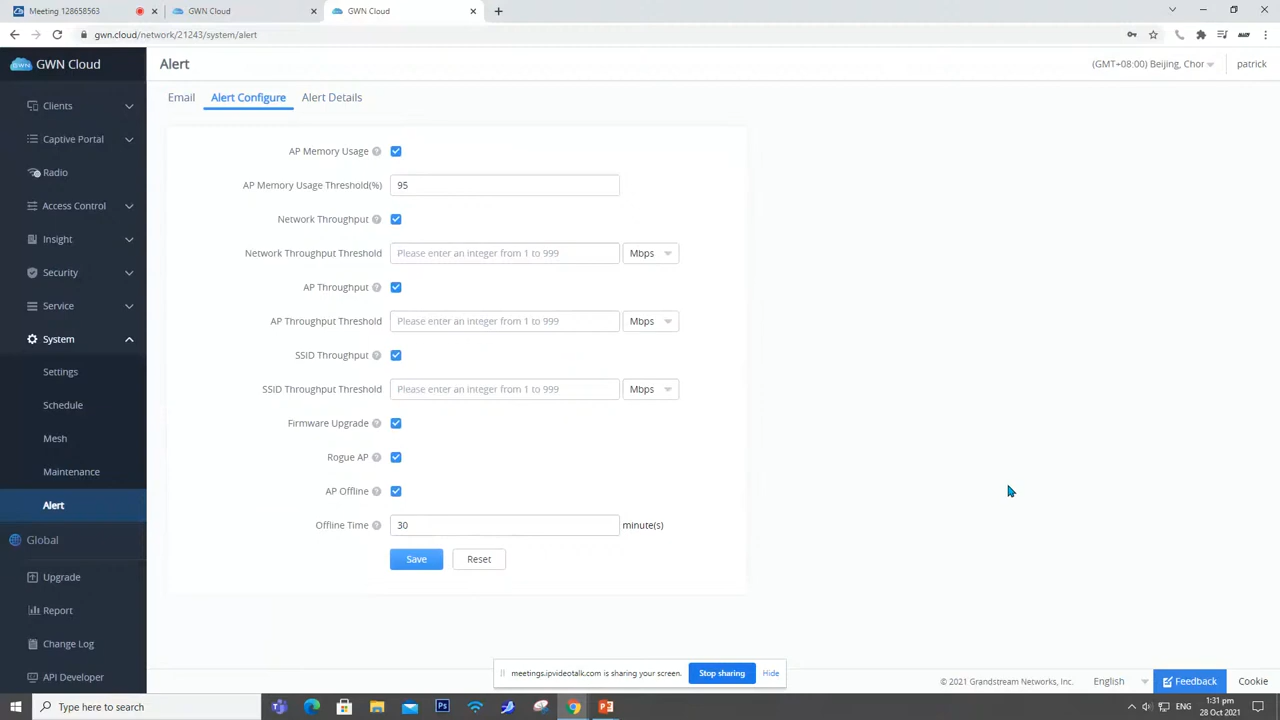 Meeting 128658563
GWN Cloud
GWN Cloud
gwn.cloud/network/21243/system/alert
GWN Cloud
Alert
(GMT+08:00) Beijing, Chor
patrick
Clients
Captive Portal
Radio
Access Control
Insight
Security
Service
System
Settings
Schedule
Mesh
Maintenance
Alert
Global
Upgrade
Report
Change Log
API Developer
Email
Alert Configure
Alert Details
AP Memory Usage
AP Memory Usage Threshold(%) 95
Network Throughput
Network Throughput Threshold Please enter an integer from 1 to 999 Mbps
AP Throughput
AP Throughput Threshold Please enter an integer from 1 to 999 Mbps
SSID Throughput
SSID Throughput Threshold Please enter an integer from 1 to 999 Mbps
Firmware Upgrade
Rogue AP
AP Offline
Offline Time 30 minute(s)
Save
Reset
meetings.ipvideotalk.com is sharing your screen. Stop sharing Hide
© 2021 Grandstream Networks, Inc.
English
Feedback
Cookie
Type here to search
ENG
1:31 pm
28 Oct 2021